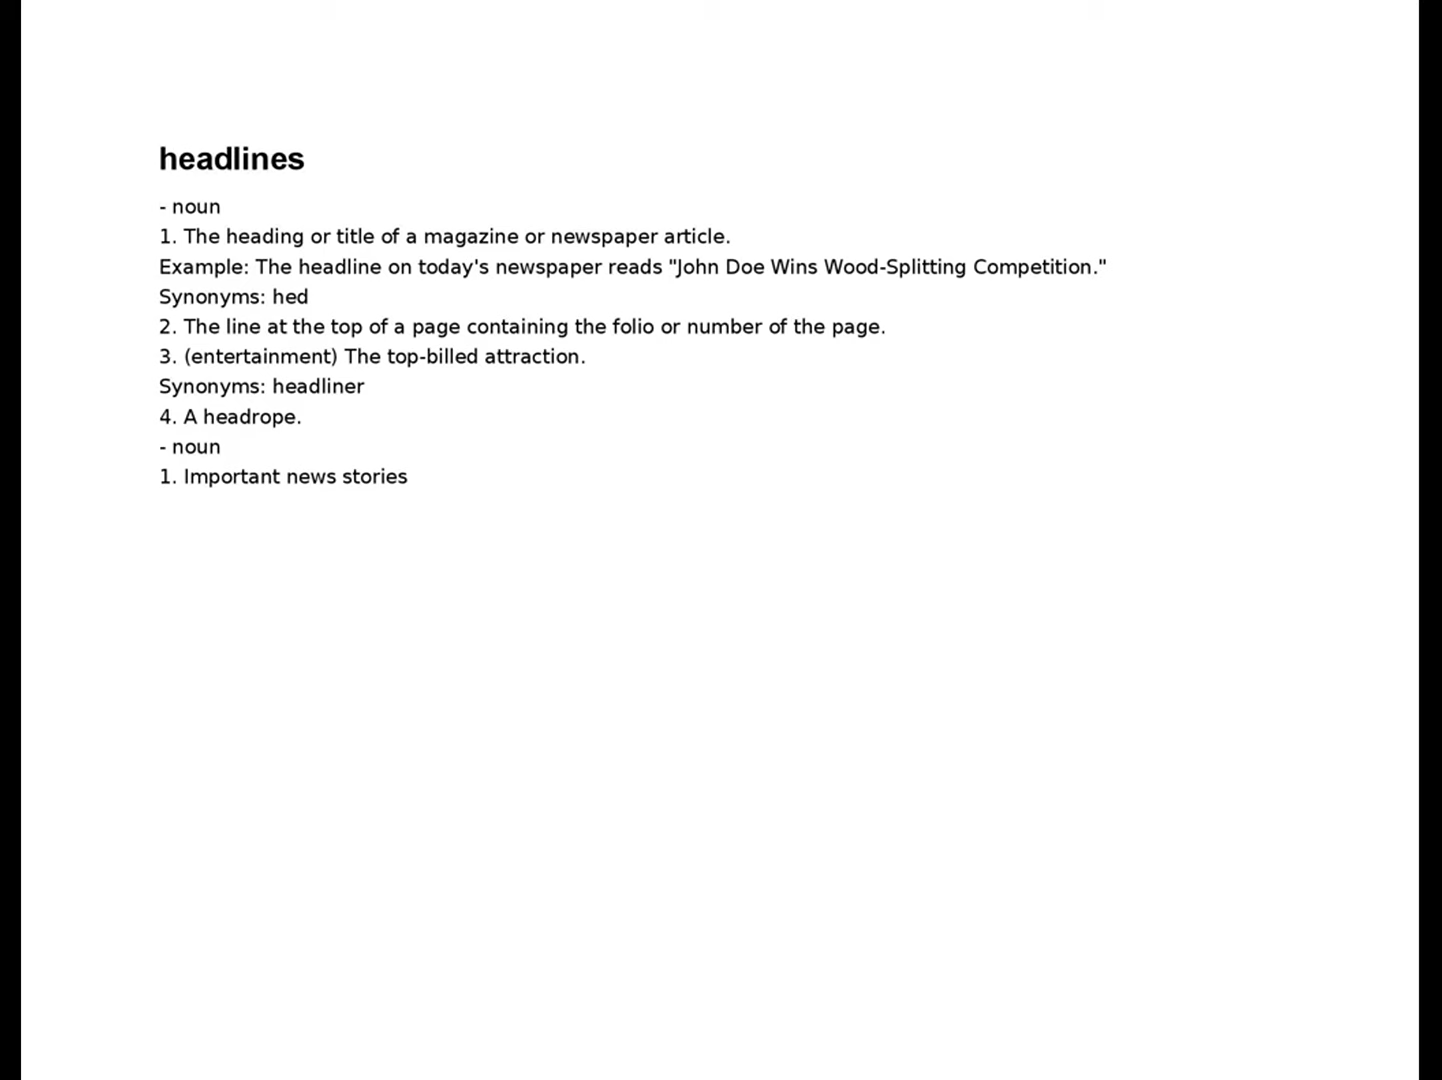 headlines
- noun
1. The heading or title of a magazine or newspaper article.
Example: The headline on today's newspaper reads "John Doe Wins Wood-Splitting Competition."
Synonyms: hed
2. The line at the top of a page containing the folio or number of the page.
3. (entertainment) The top-billed attraction.
Synonyms: headliner
4. A headrope.
- noun
1. Important news stories